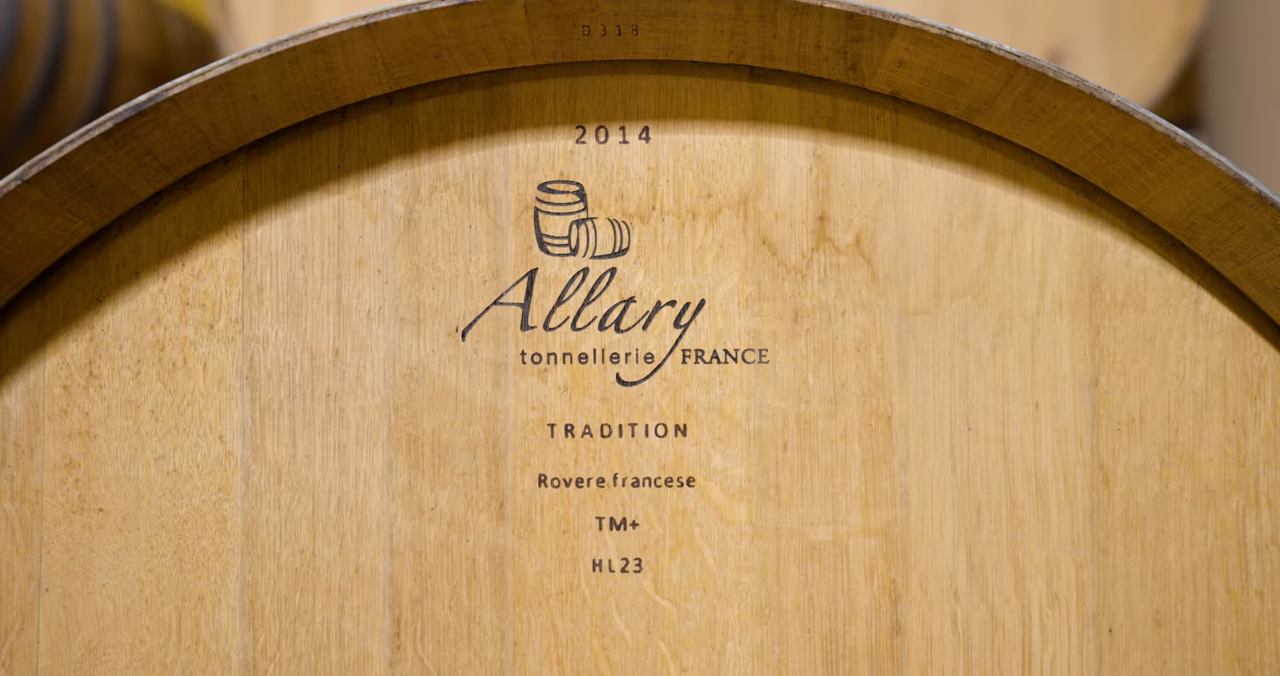 D318
2014
Allary
tonnellerie FRANCE
TRADITION
Rovere francese
TM+
HL23